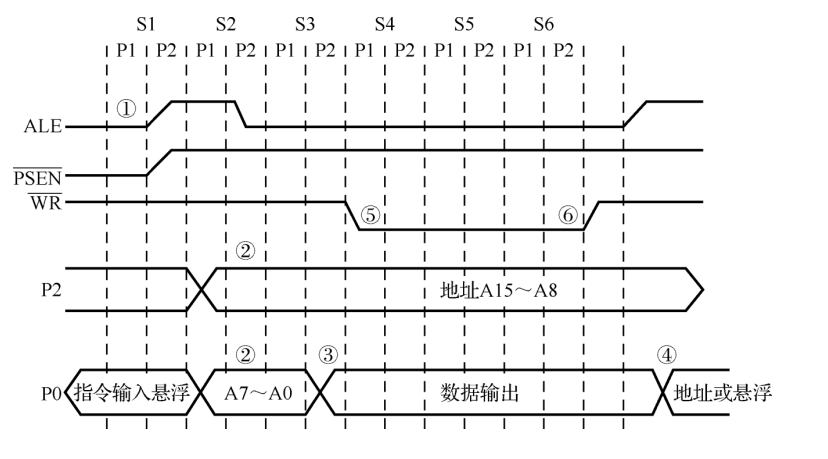 S1 S2 S3 S4 S5 S6
P1 P2 P1 P2 P1 P2 P1 P2 P1 P2 P1 P2
①
ALE
PSEN
WR
⑤ ⑥
②
P2 地址A15～A8
② ③ ④
P0 指令输入悬浮 A7～A0 数据输出 地址或悬浮